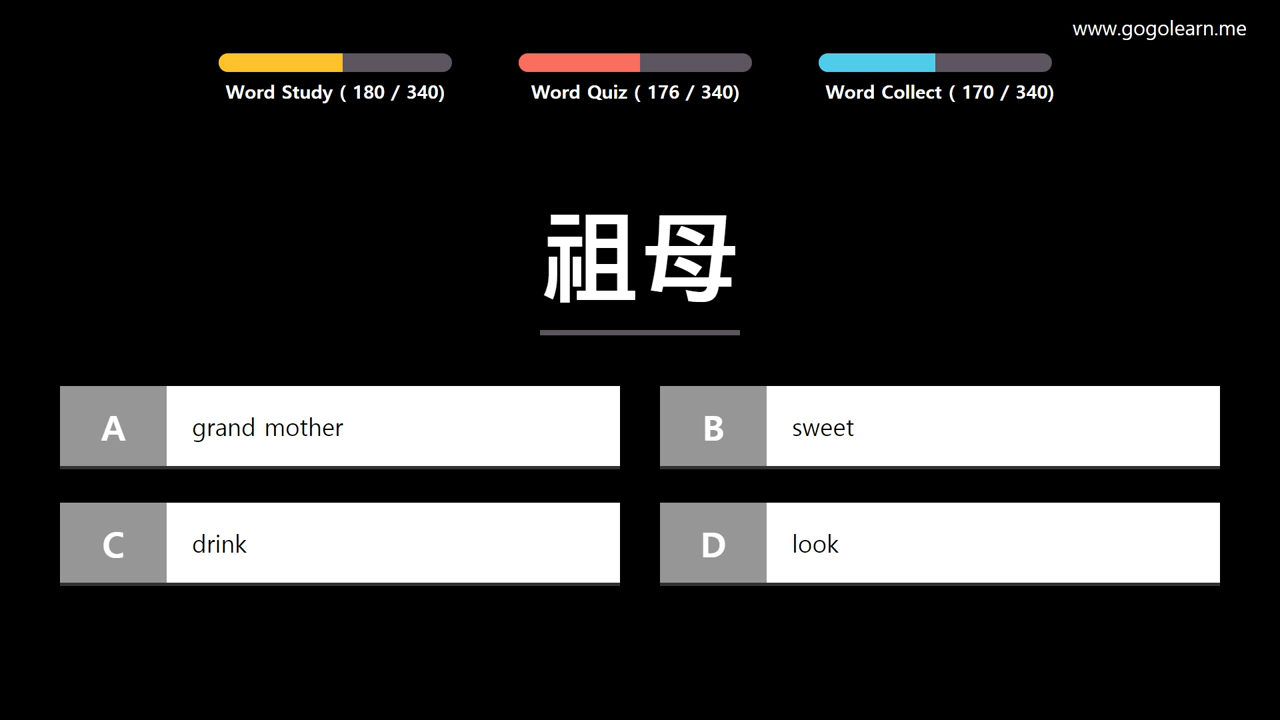 www.gogolearn.me
Word Study ( 180 / 340)
Word Quiz ( 176 / 340)
Word Collect ( 170 / 340)
祖母
A grand mother
B sweet
C drink
D look